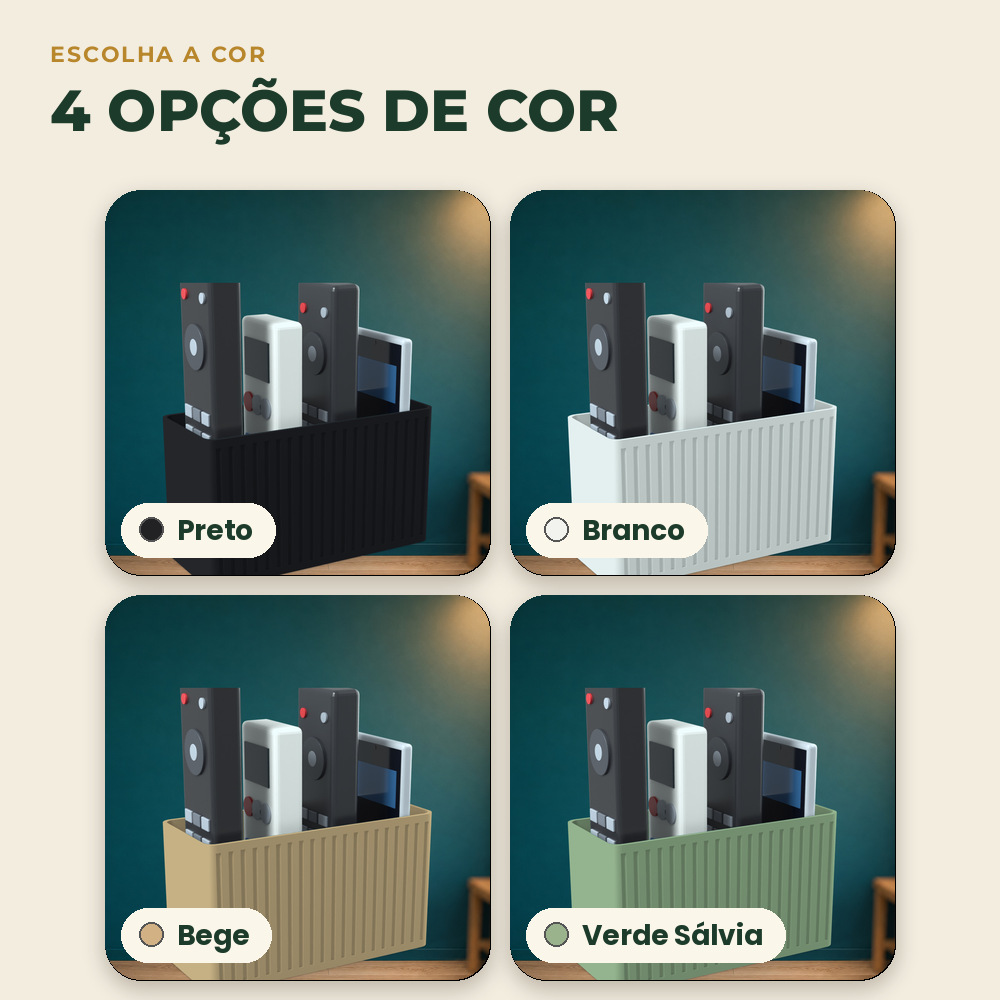 ESCOLHA A COR
4 OPÇÕES DE COR
Preto
Branco
Bege
Verde Sálvia